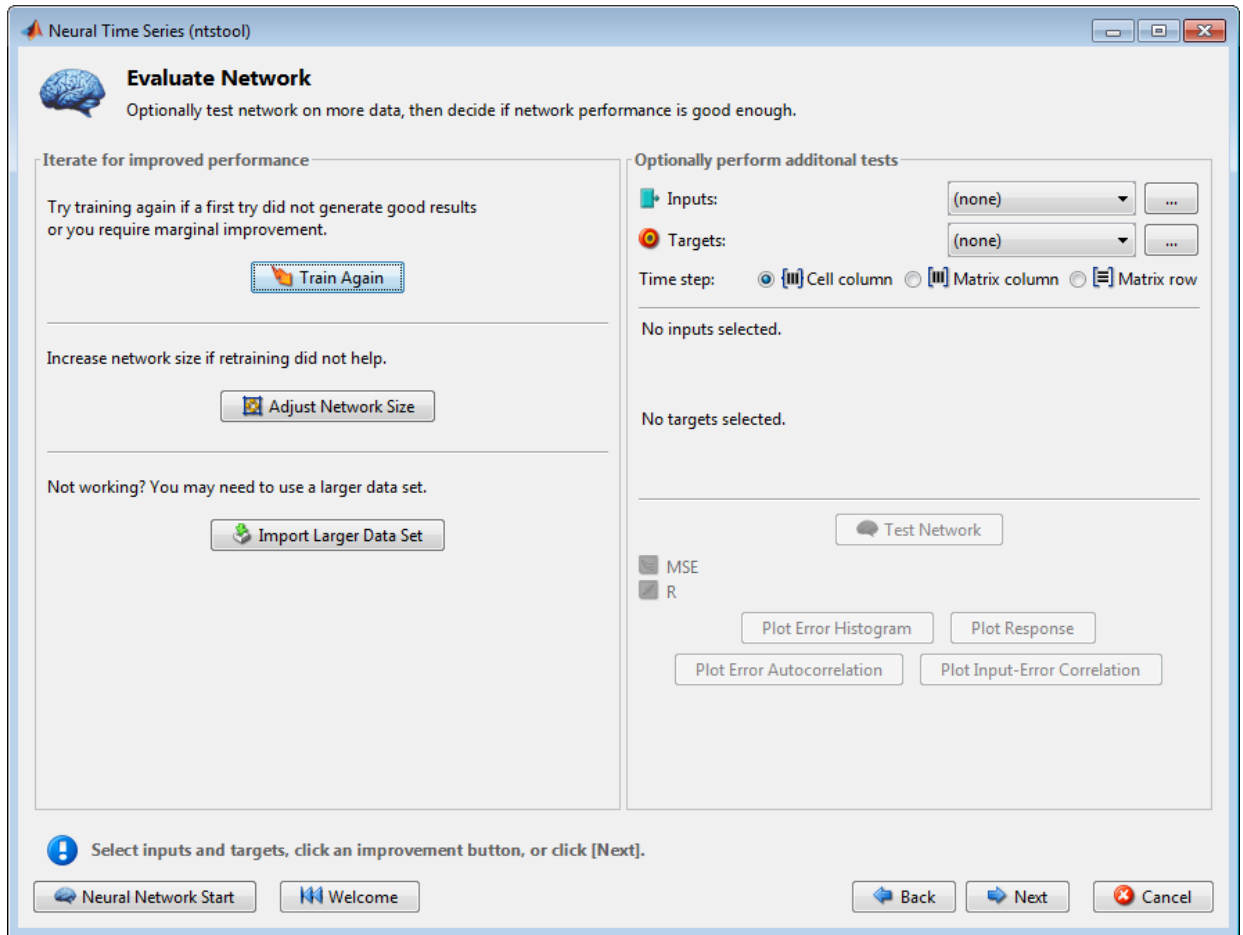 Neural Time Series (ntstool)
Evaluate Network
Optionally test network on more data, then decide if network performance is good enough.
Iterate for improved performance
Try training again if a first try did not generate good results
or you require marginal improvement.
Train Again
Increase network size if retraining did not help.
Adjust Network Size
Not working? You may need to use a larger data set.
Import Larger Data Set
Optionally perform additonal tests
Inputs: (none) ...
Targets: (none) ...
Time step: Cell column Matrix column Matrix row
No inputs selected.
No targets selected.
Test Network
MSE
R
Plot Error Histogram Plot Response
Plot Error Autocorrelation Plot Input-Error Correlation
Select inputs and targets, click an improvement button, or click [Next].
Neural Network Start Welcome Back Next Cancel